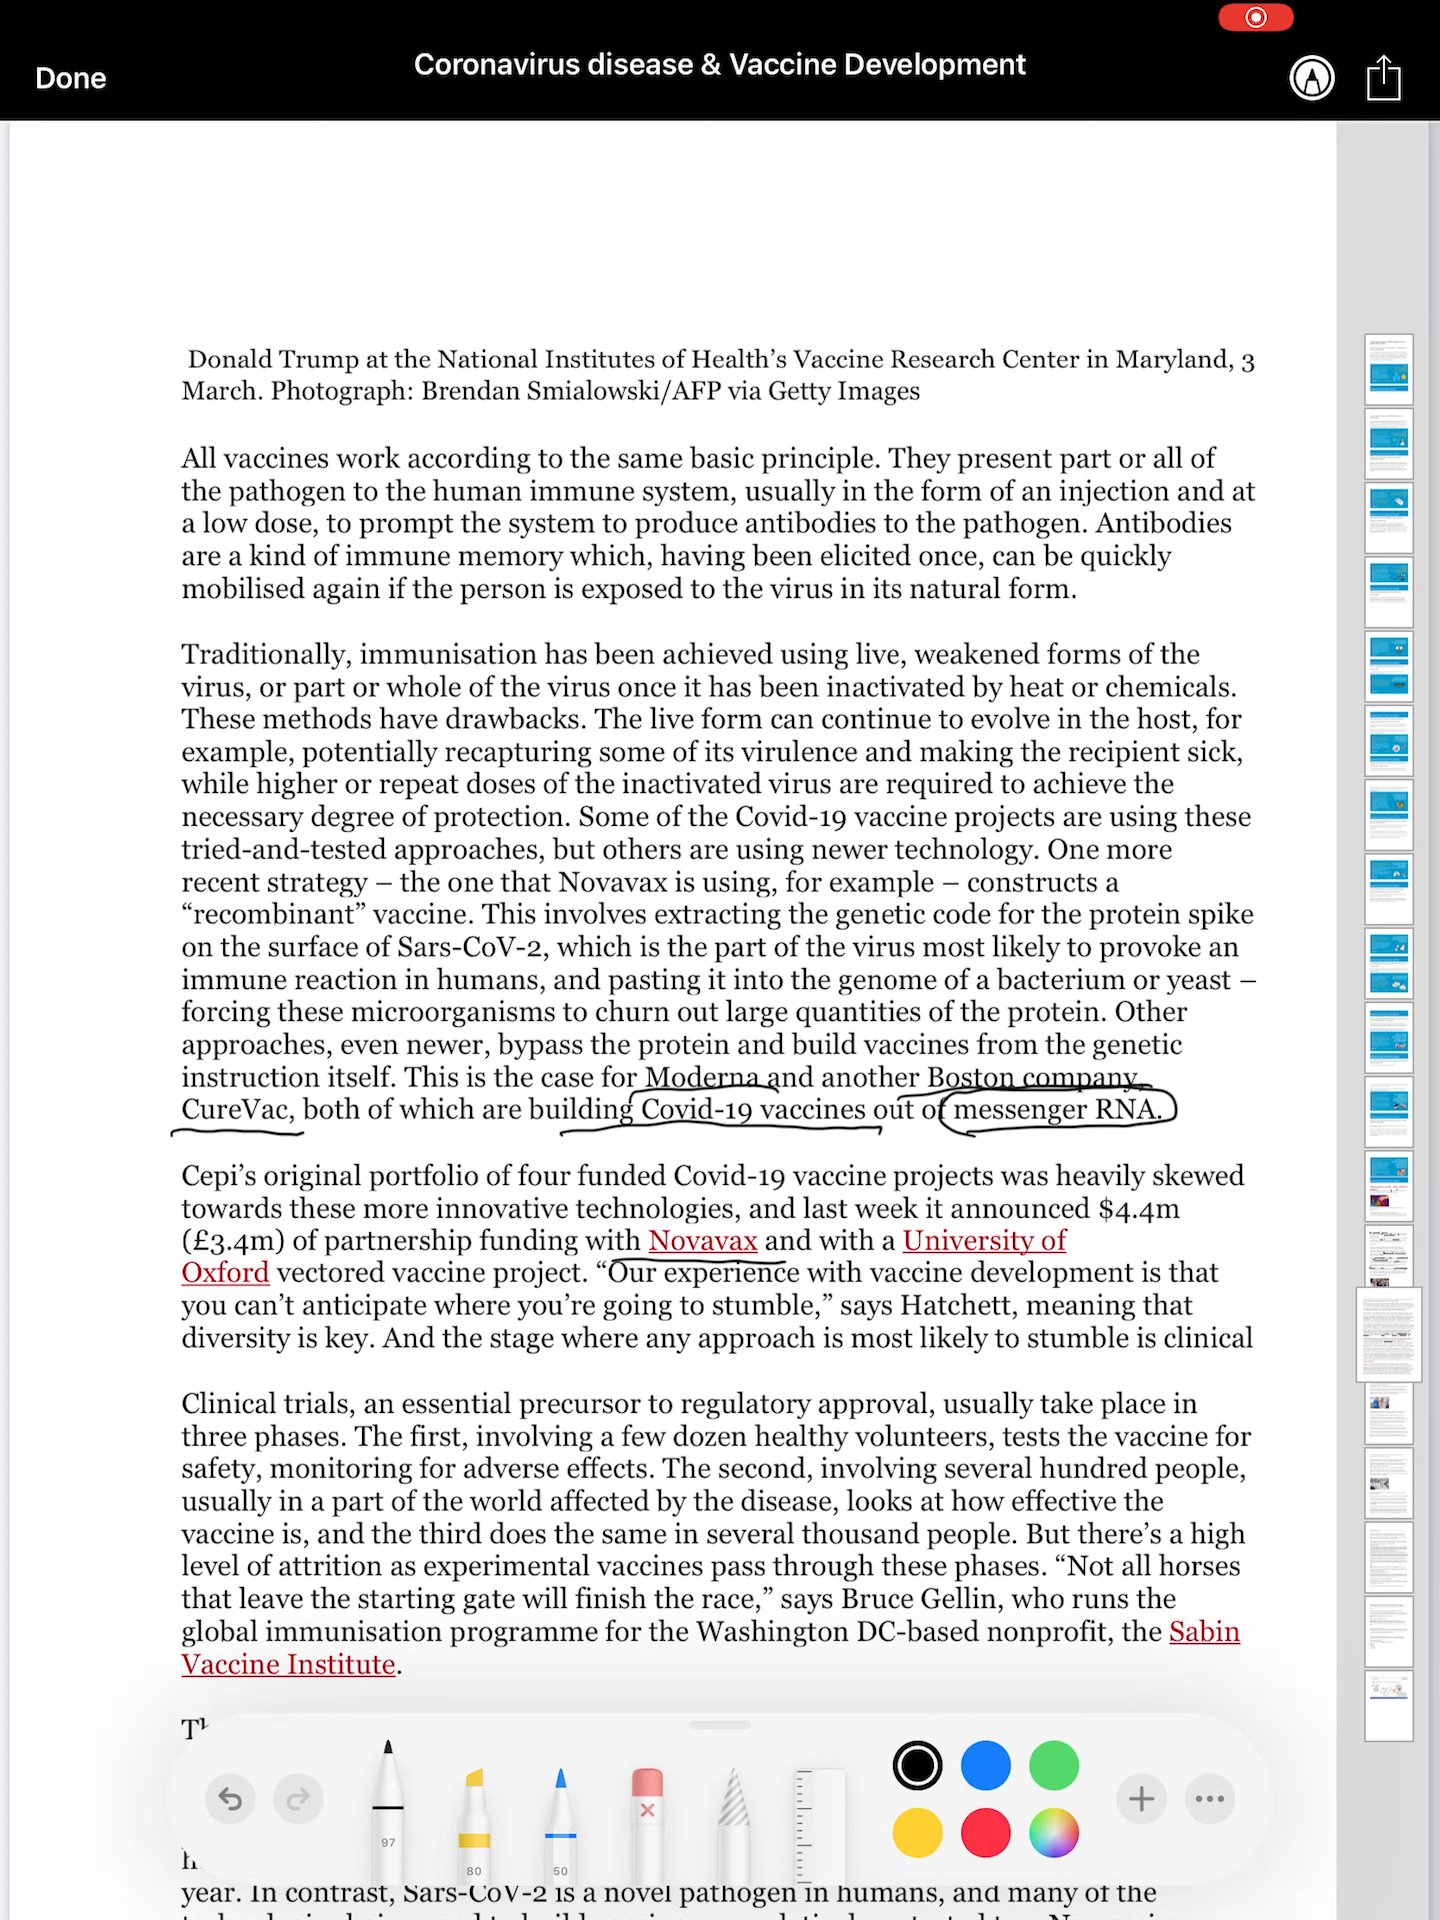 Done
Coronavirus disease & Vaccine Development
Donald Trump at the National Institutes of Health’s Vaccine Research Center in Maryland, 3
March. Photograph: Brendan Smialowski/AFP via Getty Images
All vaccines work according to the same basic principle. They present part or all of
the pathogen to the human immune system, usually in the form of an injection and at
a low dose, to prompt the system to produce antibodies to the pathogen. Antibodies
are a kind of immune memory which, having been elicited once, can be quickly
mobilised again if the person is exposed to the virus in its natural form.
Traditionally, immunisation has been achieved using live, weakened forms of the
virus, or part or whole of the virus once it has been inactivated by heat or chemicals.
These methods have drawbacks. The live form can continue to evolve in the host, for
example, potentially recapturing some of its virulence and making the recipient sick,
while higher or repeat doses of the inactivated virus are required to achieve the
necessary degree of protection. Some of the Covid-19 vaccine projects are using these
tried-and-tested approaches, but others are using newer technology. One more
recent strategy – the one that Novavax is using, for example – constructs a
“recombinant” vaccine. This involves extracting the genetic code for the protein spike
on the surface of Sars-CoV-2, which is the part of the virus most likely to provoke an
immune reaction in humans, and pasting it into the genome of a bacterium or yeast –
forcing these microorganisms to churn out large quantities of the protein. Other
approaches, even newer, bypass the protein and build vaccines from the genetic
instruction itself. This is the case for Moderna and another Boston company,
CureVac, both of which are building Covid-19 vaccines out of messenger RNA.
Cepi’s original portfolio of four funded Covid-19 vaccine projects was heavily skewed
towards these more innovative technologies, and last week it announced $4.4m
(£3.4m) of partnership funding with Novavax and with a University of
Oxford vectored vaccine project. “Our experience with vaccine development is that
you can’t anticipate where you’re going to stumble,” says Hatchett, meaning that
diversity is key. And the stage where any approach is most likely to stumble is clinical
Clinical trials, an essential precursor to regulatory approval, usually take place in
three phases. The first, involving a few dozen healthy volunteers, tests the vaccine for
safety, monitoring for adverse effects. The second, involving several hundred people,
usually in a part of the world affected by the disease, looks at how effective the
vaccine is, and the third does the same in several thousand people. But there’s a high
level of attrition as experimental vaccines pass through these phases. “Not all horses
that leave the starting gate will finish the race,” says Bruce Gellin, who runs the
global immunisation programme for the Washington DC-based nonprofit, the Sabin
Vaccine Institute.
97
80
50
year. In contrast, Sars-CoV-2 is a novel pathogen in humans, and many of the